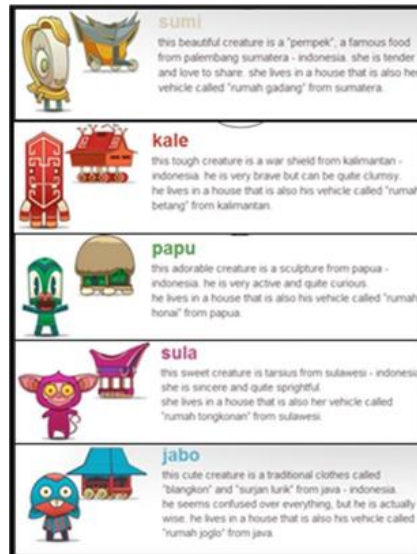 sumi
this beautiful creature is a "pempek", a famous food
from palembang sumatera - indonesia. she is tender
and love to share. she lives in a house that is also her
vehicle called "rumah gadang" from sumatera.
kale
this tough creature is a war shield from kalimantan -
indonesia. he is very brave but can be quite clumsy.
he lives in a house that is also his vehicle called "rumah
betang" from kalimantan.
papu
this adorable creature is a sculpture from papua -
indonesia. he is very active and quite curious.
he lives in a house that is also his vehicle called "rumah
honai" from papua.
sula
this sweet creature is tarsius from sulawesi - indonesia
she is sincere and quite sprightful.
she lives in a house that is also her vehicle called
"rumah tongkonan" from sulawesi.
jabo
this cute creature is a traditional clothes called
"blangkon" and "surjan lurik" from java - indonesia.
he seems confused over everything, but he is actually
wise. he lives in a house that is also his vehicle called
"rumah joglo" from java.